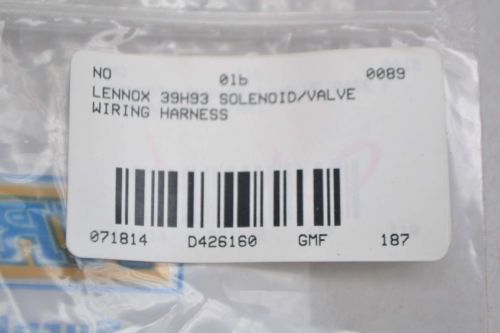 NO 01b 0089
LENNOX 39H93 SOLENOID/VALVE
WIRING HARNESS
071814 D426160 GMF 187